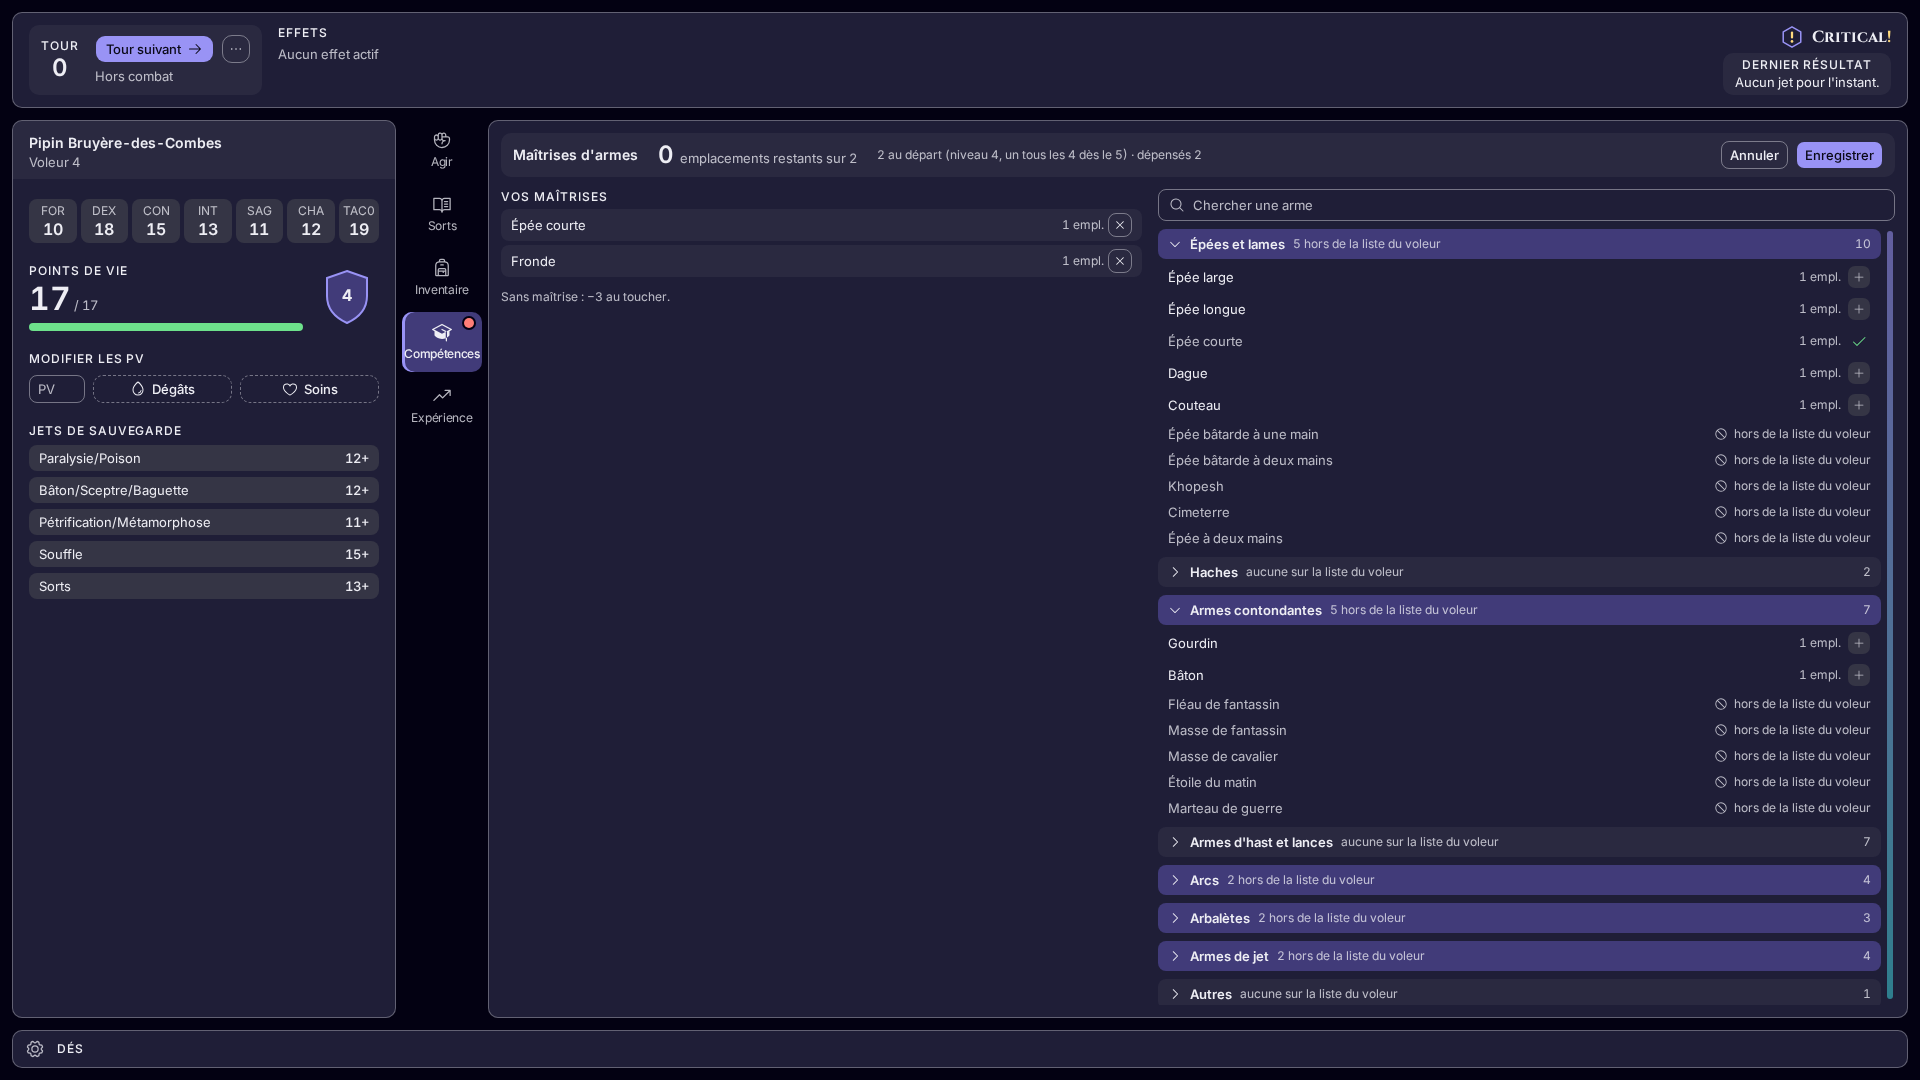 TOUR
0
Tour suivant
Hors combat
EFFETS
Aucun effet actif
Critical!
DERNIER RÉSULTAT
Aucun jet pour l'instant.
Pipin Bruyère-des-Combes
Voleur 4
FOR 10
DEX 18
CON 15
INT 13
SAG 11
CHA 12
TAC0 19
POINTS DE VIE
17 / 17
4
MODIFIER LES PV
PV
Dégâts
Soins
JETS DE SAUVEGARDE
Paralysie/Poison 12+
Bâton/Sceptre/Baguette 12+
Pétrification/Métamorphose 11+
Souffle 15+
Sorts 13+
Agir
Sorts
Inventaire
Compétences
Expérience
Maîtrises d'armes 0 emplacements restants sur 2 2 au départ (niveau 4, un tous les 4 dès le 5) · dépensés 2
Annuler
Enregistrer
VOS MAÎTRISES
Épée courte 1 empl.
Fronde 1 empl.
Sans maîtrise : −3 au toucher.
Chercher une arme
Épées et lames 5 hors de la liste du voleur 10
Épée large 1 empl.
Épée longue 1 empl.
Épée courte 1 empl.
Dague 1 empl.
Couteau 1 empl.
Épée bâtarde à une main hors de la liste du voleur
Épée bâtarde à deux mains hors de la liste du voleur
Khopesh hors de la liste du voleur
Cimeterre hors de la liste du voleur
Épée à deux mains hors de la liste du voleur
Haches aucune sur la liste du voleur 2
Armes contondantes 5 hors de la liste du voleur 7
Gourdin 1 empl.
Bâton 1 empl.
Fléau de fantassin hors de la liste du voleur
Masse de fantassin hors de la liste du voleur
Masse de cavalier hors de la liste du voleur
Étoile du matin hors de la liste du voleur
Marteau de guerre hors de la liste du voleur
Armes d'hast et lances aucune sur la liste du voleur 7
Arcs 2 hors de la liste du voleur 4
Arbalètes 2 hors de la liste du voleur 3
Armes de jet 2 hors de la liste du voleur 4
Autres aucune sur la liste du voleur 1
DÉS